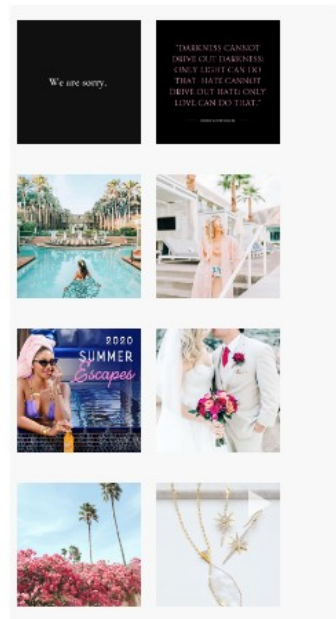 We are sorry.
"DARKNESS CANNOT
DRIVE OUT DARKNESS:
ONLY LIGHT CAN DO
THAT. HATE CANNOT
DRIVE OUT HATE: ONLY
LOVE CAN DO THAT."
2020
SUMMER
Escapes